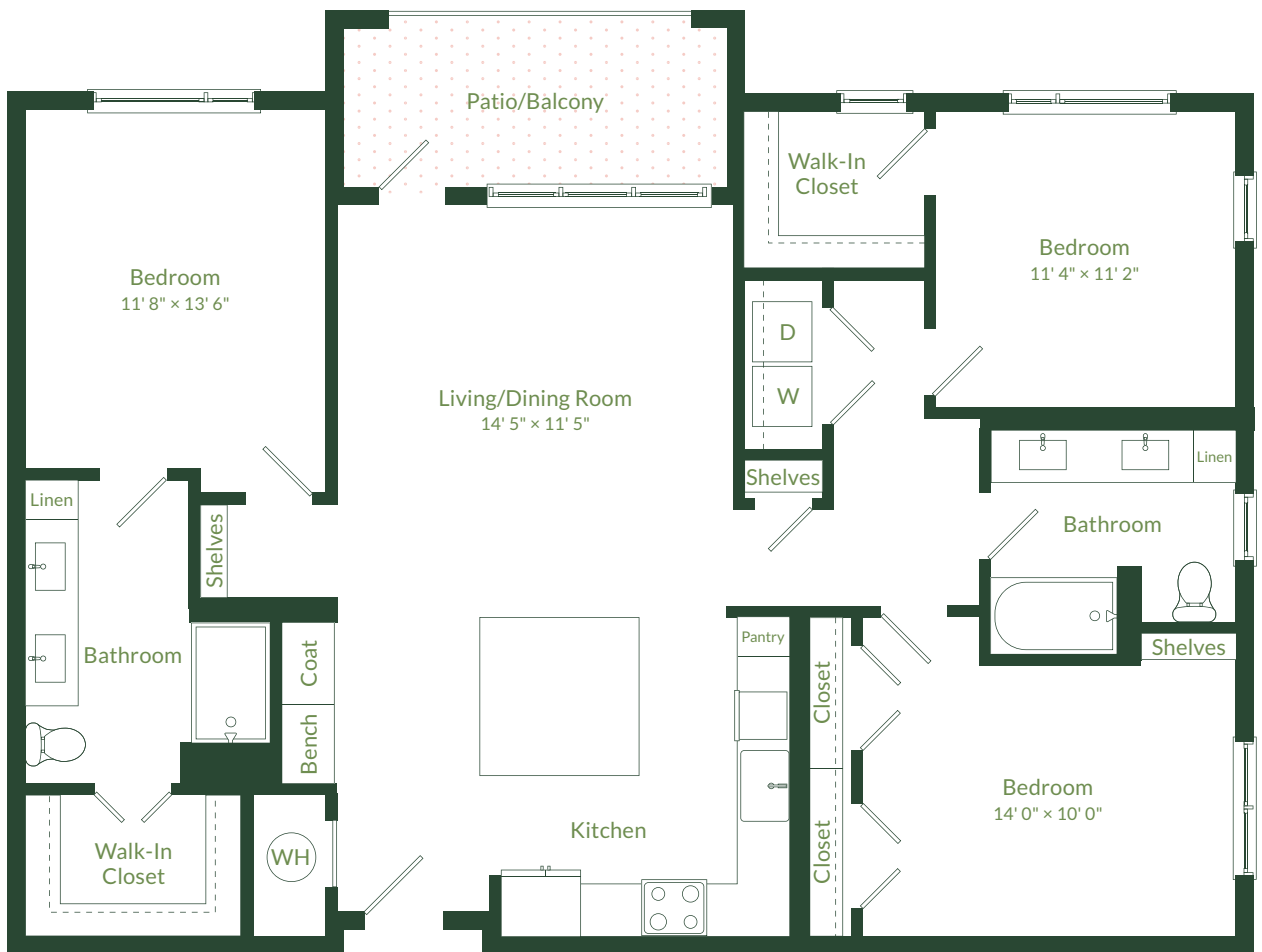 Patio/Balcony
Walk-In
Closet
Bedroom
11' 4" × 11' 2"
Bedroom
11' 8" × 13' 6"
D
W
Living/Dining Room
14' 5" × 11' 5"
Shelves
Linen
Linen
Shelves
Bathroom
Bathroom
Coat
Bench
Pantry
Closet
Closet
Shelves
Bedroom
14' 0" × 10' 0"
Kitchen
Walk-In
Closet
WH